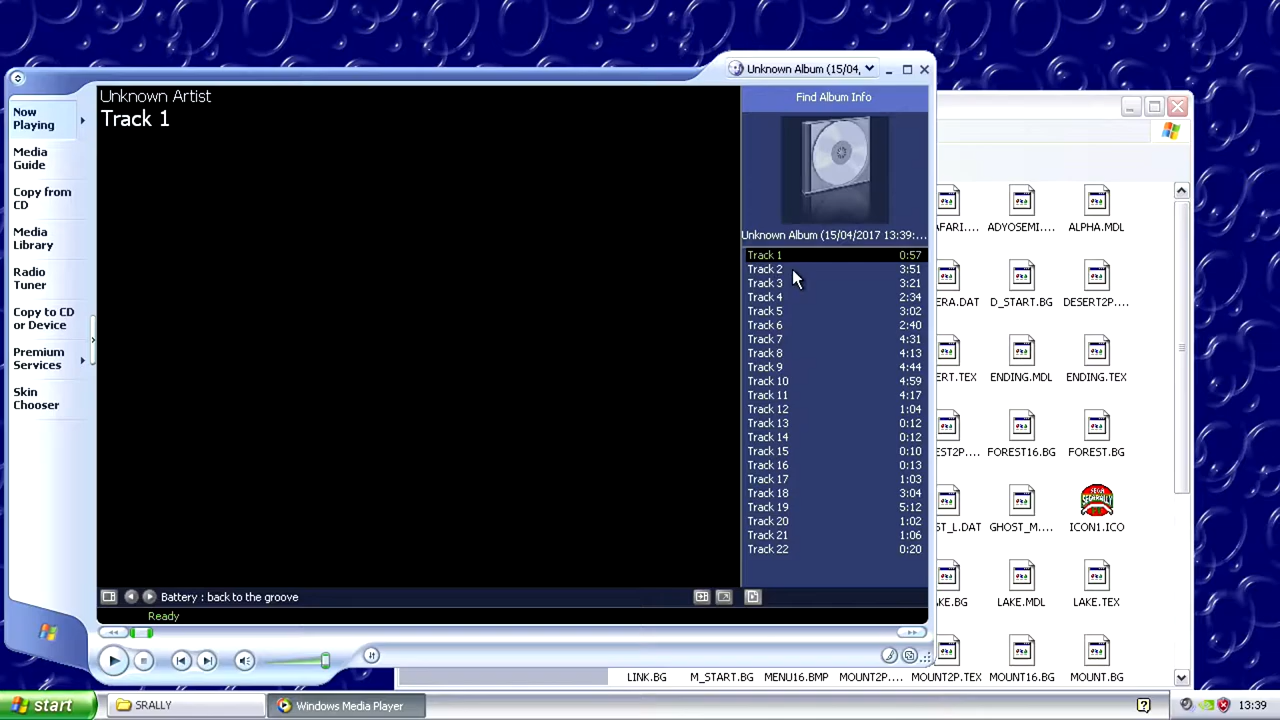 Unknown Album (15/04,
Unknown Artist
Track 1
Now
Playing
Media
Guide
Copy from
CD
Media
Library
Radio
Tuner
Copy to CD
or Device
Premium
Services
Skin
Chooser
Find Album Info
Unknown Album (15/04/2017 13:39:...
Track 1 0:57
Track 2 3:51
Track 3 3:21
Track 4 2:34
Track 5 3:02
Track 6 2:40
Track 7 4:31
Track 8 4:13
Track 9 4:44
Track 10 4:59
Track 11 4:17
Track 12 1:04
Track 13 0:12
Track 14 0:12
Track 15 0:10
Track 16 0:13
Track 17 1:03
Track 18 3:04
Track 19 5:12
Track 20 1:02
Track 21 1:06
Track 22 0:20
Battery : back to the groove
Ready
AFARI.... ADYOSEMI.... ALPHA.MDL
ERA.DAT D_START.BG DESERT2P....
ERT.TEX ENDING.MDL ENDING.TEX
EST2P.... FOREST16.BG FOREST.BG
SEGA
ST_L.DAT GHOST_M.... ICON1.ICO
KE.BG LAKE.MDL LAKE.TEX
LINK.BG M_START.BG MENU16.BMP MOUNT2P.... MOUNT2P.TEX MOUNT16.BG MOUNT.BG
start SRALLY Windows Media Player 13:39